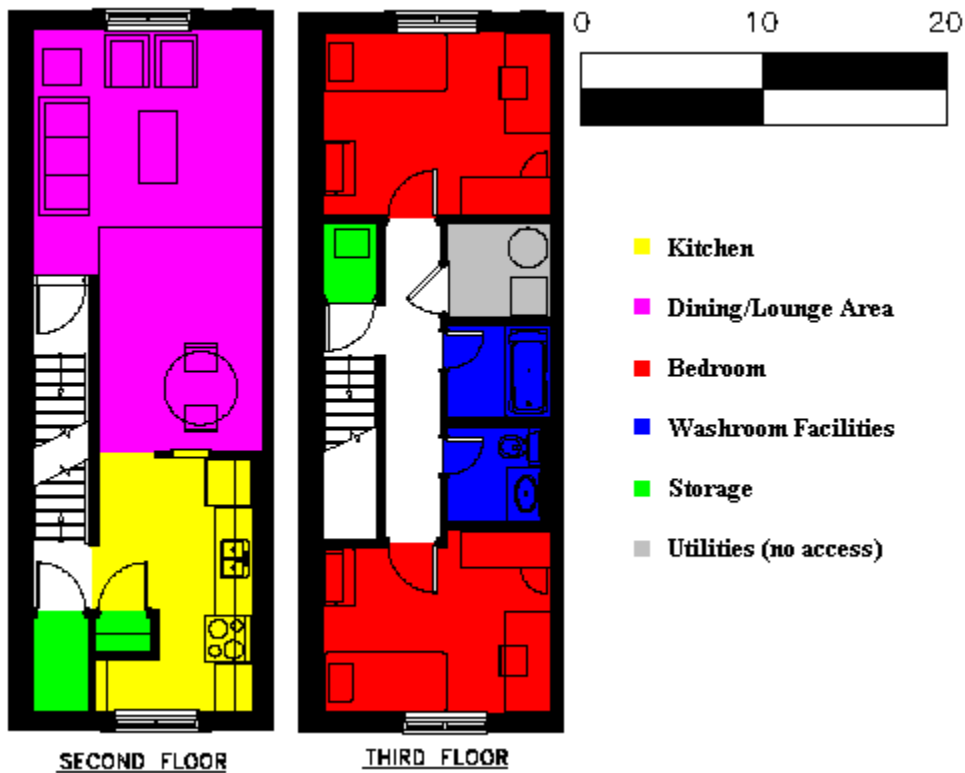 0 10 20
Kitchen
Dining/Lounge Area
Bedroom
Washroom Facilities
Storage
Utilities (no access)
SECOND FLOOR
THIRD FLOOR